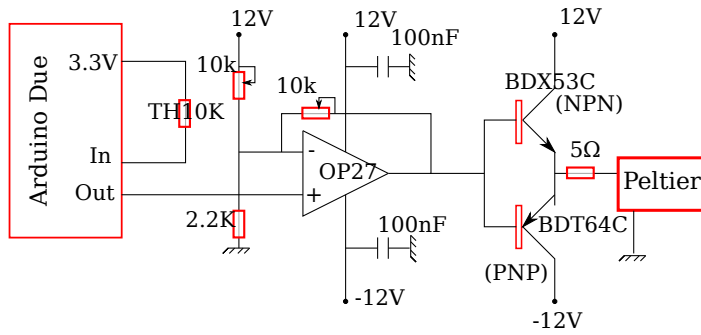 12V
12V
12V
100nF
3.3V
10k
10k
BDX53C
(NPN)
TH10K
Arduino Due
In
-
OP27
5Ω
Out
+
Peltier
2.2K
100nF
BDT64C
(PNP)
-12V
-12V